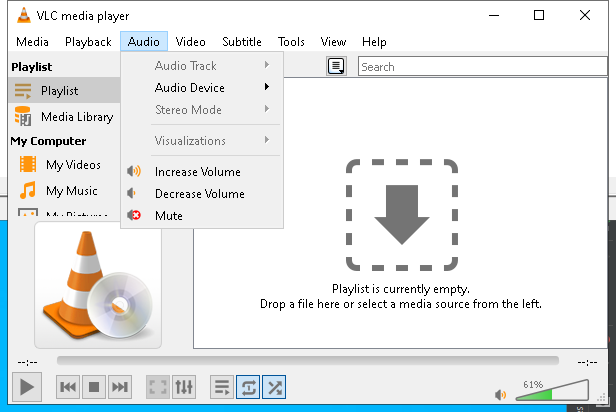 VLC media player
Media Playback Audio Video Subtitle Tools View Help
Playlist
Playlist
Media Library
My Computer
My Videos
My Music
My Pictures
Audio Track
Audio Device
Stereo Mode
Visualizations
Increase Volume
Decrease Volume
Mute
Search
Playlist is currently empty.
Drop a file here or select a media source from the left.
--:-- --:--
61%